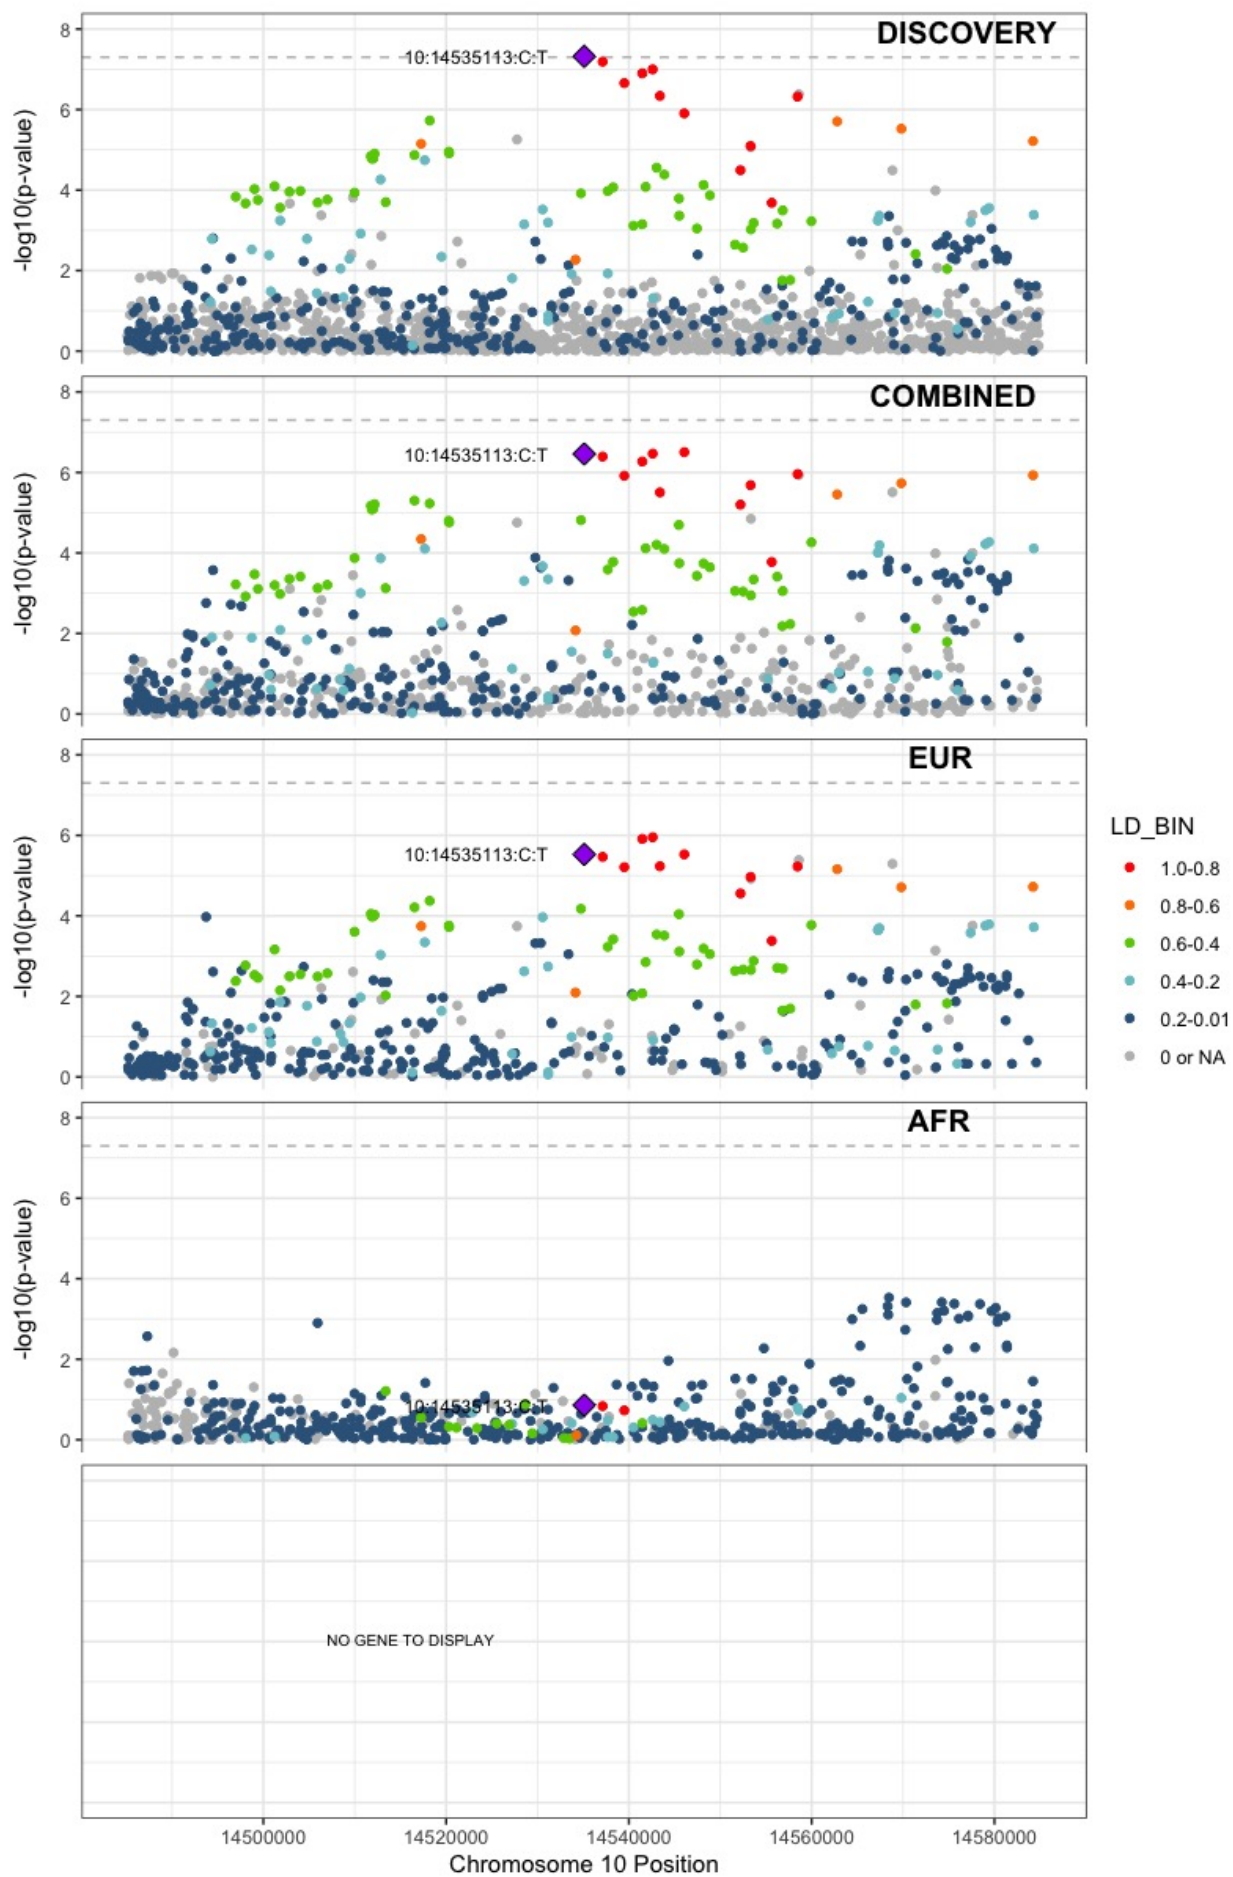 DISCOVERY
8
6
4
2
0
-log10(p-value)
10:14535113:C:T
COMBINED
8
6
4
2
0
-log10(p-value)
10:14535113:C:T
EUR
8
6
4
2
0
-log10(p-value)
10:14535113:C:T
LD_BIN
1.0-0.8
0.8-0.6
0.6-0.4
0.4-0.2
0.2-0.01
0 or NA
AFR
8
6
4
2
0
-log10(p-value)
10:14535113:C:T
NO GENE TO DISPLAY
14500000 14520000 14540000 14560000 14580000
Chromosome 10 Position